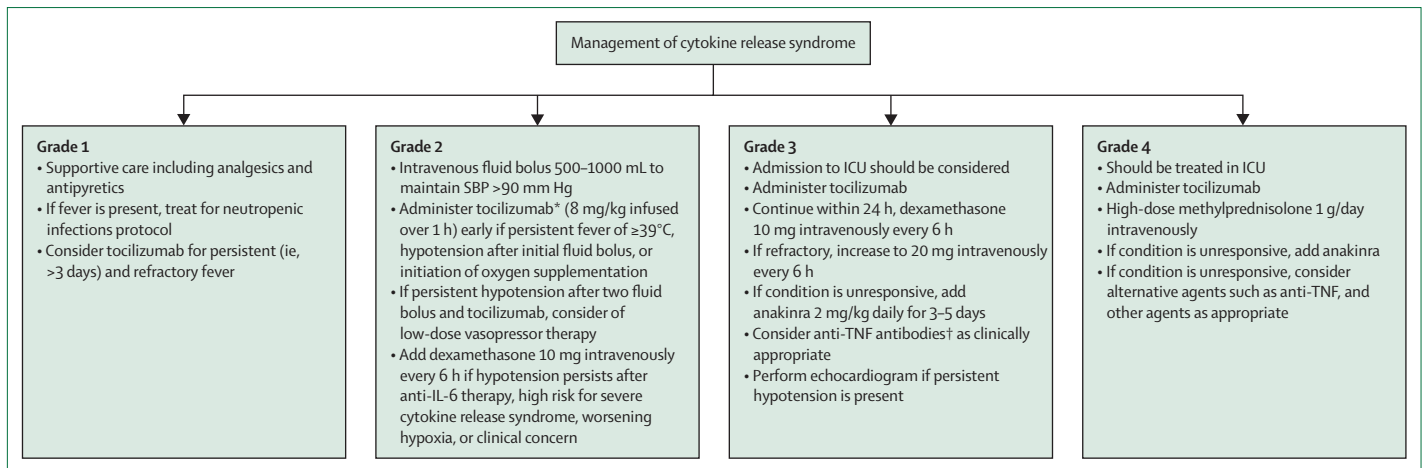 Management of cytokine release syndrome
Grade 1
• Supportive care including analgesics and
antipyretics
• If fever is present, treat for neutropenic
infections protocol
• Consider tocilizumab for persistent (ie,
>3 days) and refractory fever
Grade 2
• Intravenous fluid bolus 500–1000 mL to
maintain SBP >90 mm Hg
• Administer tocilizumab* (8 mg/kg infused
over 1 h) early if persistent fever of ≥39°C,
hypotension after initial fluid bolus, or
initiation of oxygen supplementation
• If persistent hypotension after two fluid
bolus and tocilizumab, consider of
low-dose vasopressor therapy
• Add dexamethasone 10 mg intravenously
every 6 h if hypotension persists after
anti-IL-6 therapy, high risk for severe
cytokine release syndrome, worsening
hypoxia, or clinical concern
Grade 3
• Admission to ICU should be considered
• Administer tocilizumab
• Continue within 24 h, dexamethasone
10 mg intravenously every 6 h
• If refractory, increase to 20 mg intravenously
every 6 h
• If condition is unresponsive, add
anakinra 2 mg/kg daily for 3–5 days
• Consider anti-TNF antibodies† as clinically
appropriate
• Perform echocardiogram if persistent
hypotension is present
Grade 4
• Should be treated in ICU
• Administer tocilizumab
• High-dose methylprednisolone 1 g/day
intravenously
• If condition is unresponsive, add anakinra
• If condition is unresponsive, consider
alternative agents such as anti-TNF, and
other agents as appropriate